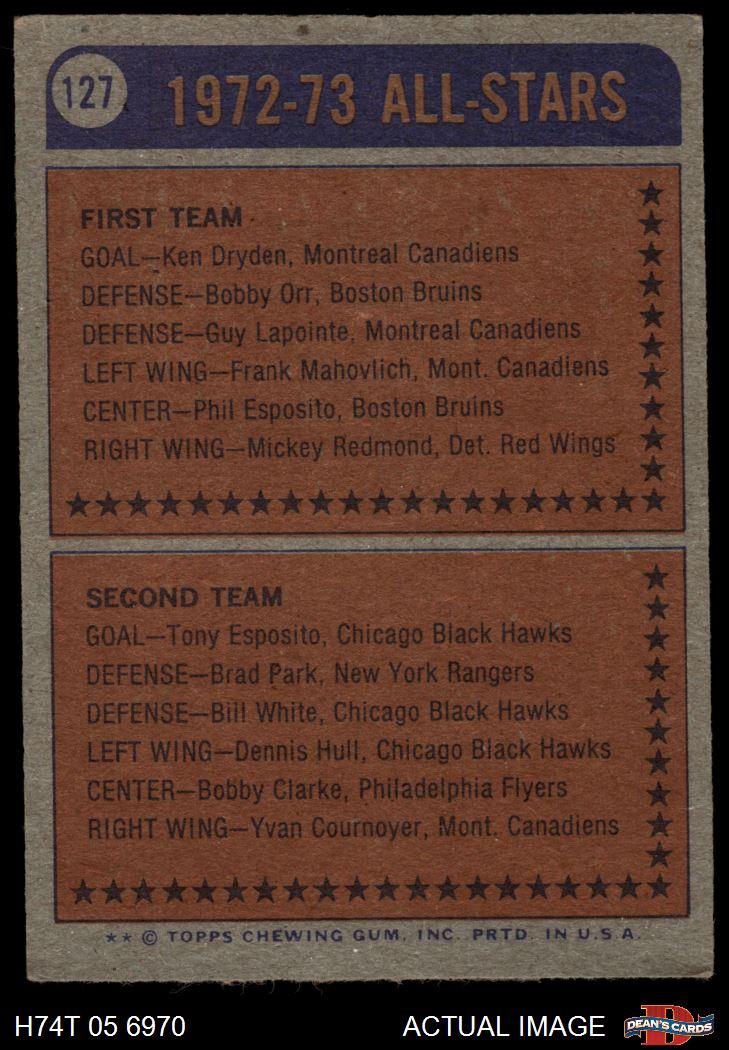 127
1972-73 ALL-STARS
FIRST TEAM
GOAL—Ken Dryden, Montreal Canadiens
DEFENSE—Bobby Orr, Boston Bruins
DEFENSE—Guy Lapointe, Montreal Canadiens
LEFT WING—Frank Mahovlich, Mont. Canadiens
CENTER—Phil Esposito, Boston Bruins
RIGHT WING—Mickey Redmond, Det. Red Wings
SECOND TEAM
GOAL—Tony Esposito, Chicago Black Hawks
DEFENSE—Brad Park, New York Rangers
DEFENSE—Bill White, Chicago Black Hawks
LEFT WING—Dennis Hull, Chicago Black Hawks
CENTER—Bobby Clarke, Philadelphia Flyers
RIGHT WING—Yvan Cournoyer, Mont. Canadiens
** © TOPPS CHEWING GUM, INC. PRTD. IN U.S.A.
H74T 05 6970 ACTUAL IMAGE DEAN'S CARDS